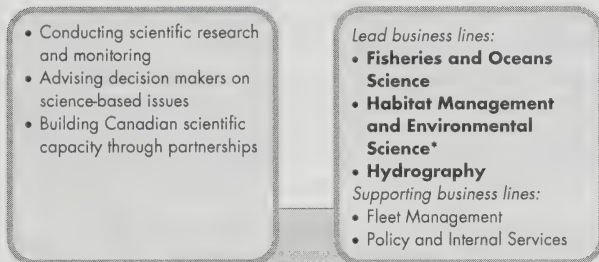 • Conducting scientific research
and monitoring
• Advising decision makers on
science-based issues
• Building Canadian scientific
capacity through partnerships
Lead business lines:
• Fisheries and Oceans
Science
• Habitat Management
and Environmental
Science*
• Hydrography
Supporting business lines:
• Fleet Management
• Policy and Internal Services